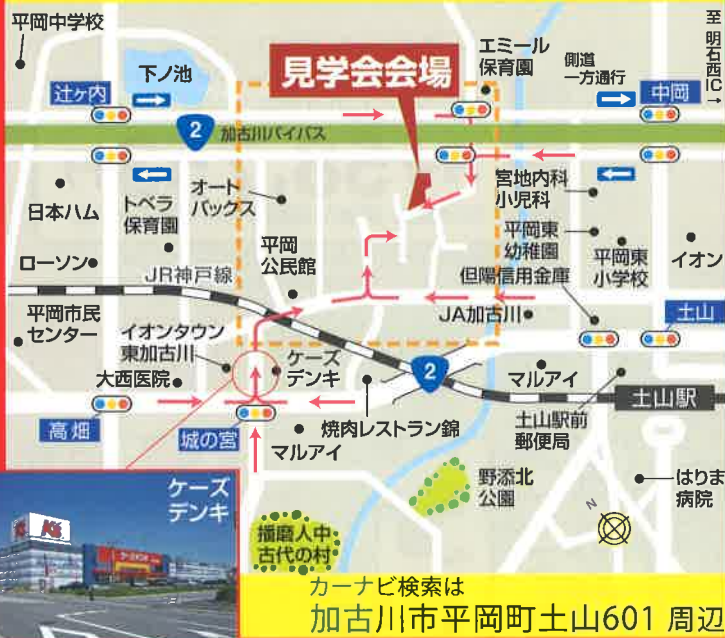 平岡中学校
下ノ池
見学会会場
エミール
保育園
側道
一方通行
至 明石西IC→
辻ヶ内
中岡
2
加古川バイパス
日本ハム
トベラ
保育園
オート
バックス
宮地内科
小児科
平岡東
幼稚園
平岡東
小学校
イオン
ローソン
JR神戸線
平岡
公民館
但陽信用金庫
JA加古川
土山
平岡市民
センター
イオンタウン
東加古川
大西医院
ケーズ
デンキ
2
マルアイ
土山駅
高畑
城の宮
マルアイ
焼肉レストラン錦
土山駅前
郵便局
ケーズ
デンキ
K's
ケーズデンキ
野添北
公園
はりま
病院
N
播磨大中
古代の村
カーナビ検索は
加古川市平岡町土山601 周辺